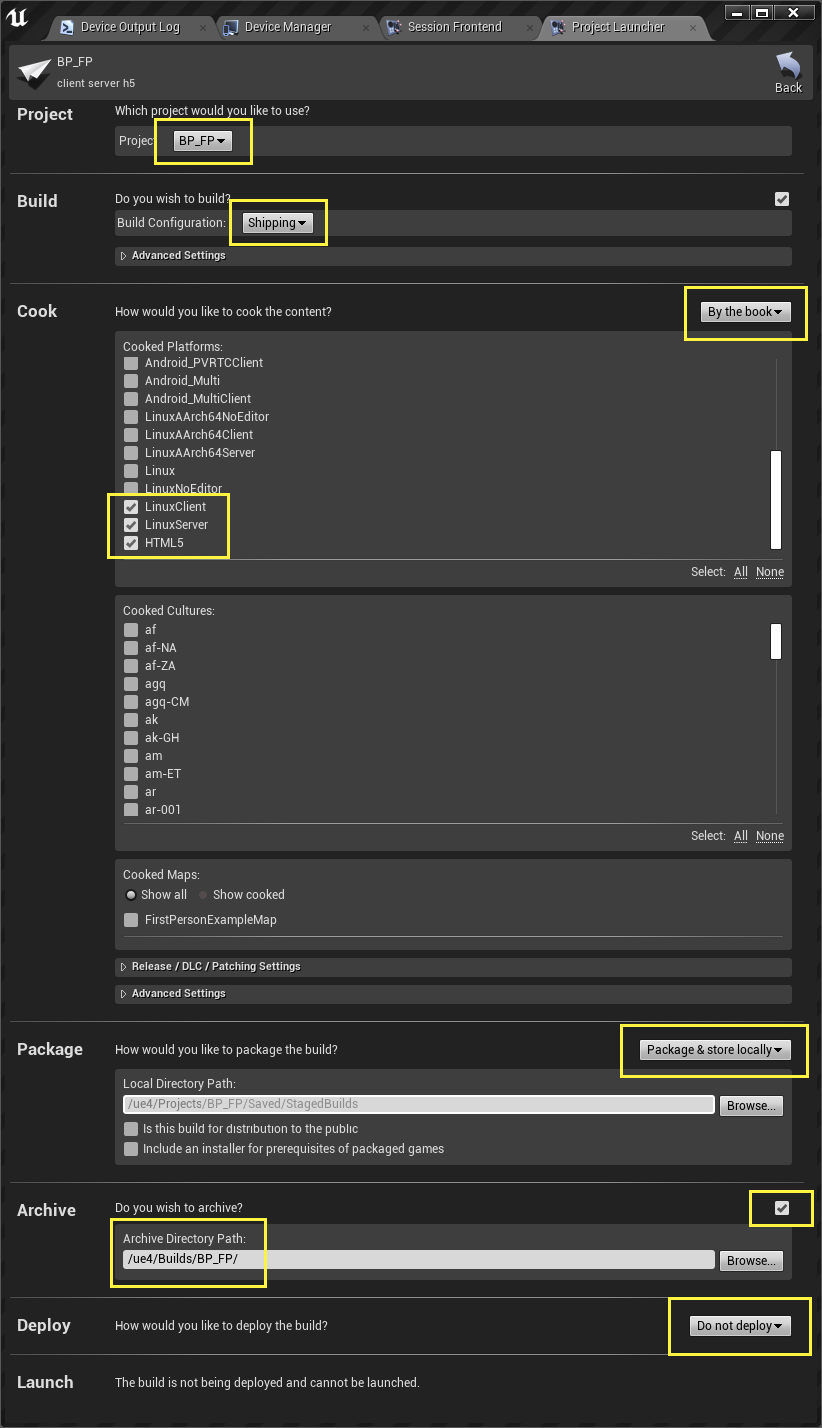 Device Output Log
Device Manager
Session Frontend
Project Launcher
BP_FP
client server h5
Back
Project
Which project would you like to use?
Project
BP_FP
Build
Do you wish to build?
Build Configuration:
Shipping
Advanced Settings
Cook
How would you like to cook the content?
By the book
Cooked Platforms:
Android_PVRTCClient
Android_Multi
Android_MultiClient
LinuxAArch64NoEditor
LinuxAArch64Client
LinuxAArch64Server
Linux
LinuxNoEditor
LinuxClient
LinuxServer
HTML5
Select: All None
Cooked Cultures:
af
af-NA
af-ZA
agq
agq-CM
ak
ak-GH
am
am-ET
ar
ar-001
Select: All None
Cooked Maps:
Show all
Show cooked
FirstPersonExampleMap
Release / DLC / Patching Settings
Advanced Settings
Package
How would you like to package the build?
Package & store locally
Local Directory Path:
/ue4/Projects/BP_FP/Saved/StagedBuilds
Browse...
Is this build for distribution to the public
Include an installer for prerequisites of packaged games
Archive
Do you wish to archive?
Archive Directory Path:
/ue4/Builds/BP_FP/
Browse...
Deploy
How would you like to deploy the build?
Do not deploy
Launch
The build is not being deployed and cannot be launched.